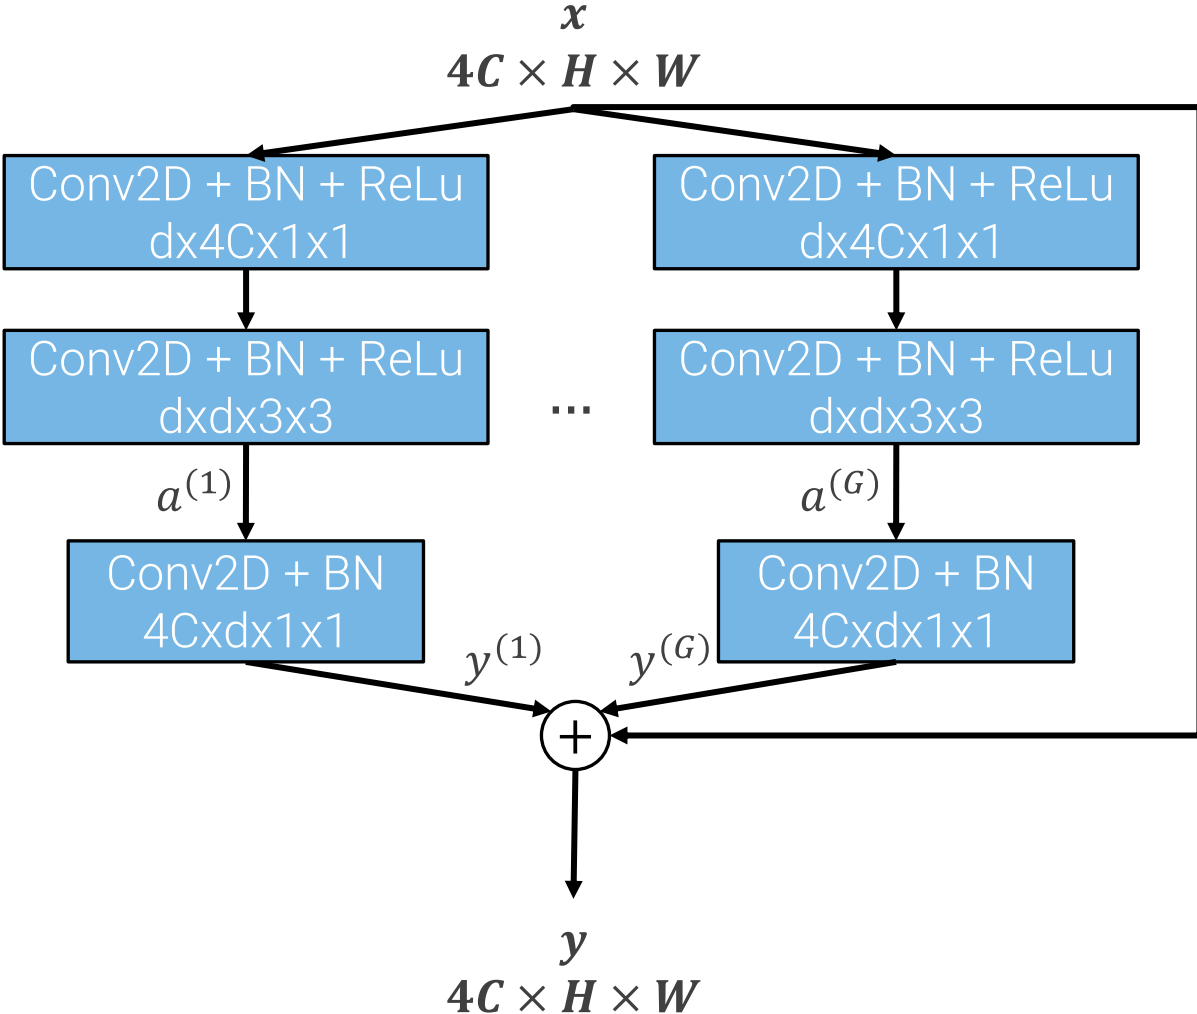 x
4C × H × W
Conv2D + BN + ReLu
dx4Cx1x1
Conv2D + BN + ReLu
dx4Cx1x1
Conv2D + BN + ReLu
dxdx3x3
...
Conv2D + BN + ReLu
dxdx3x3
a^{(1)}
a^{(G)}
Conv2D + BN
4Cxdx1x1
Conv2D + BN
4Cxdx1x1
y^{(1)}
y^{(G)}
+
y
4C × H × W